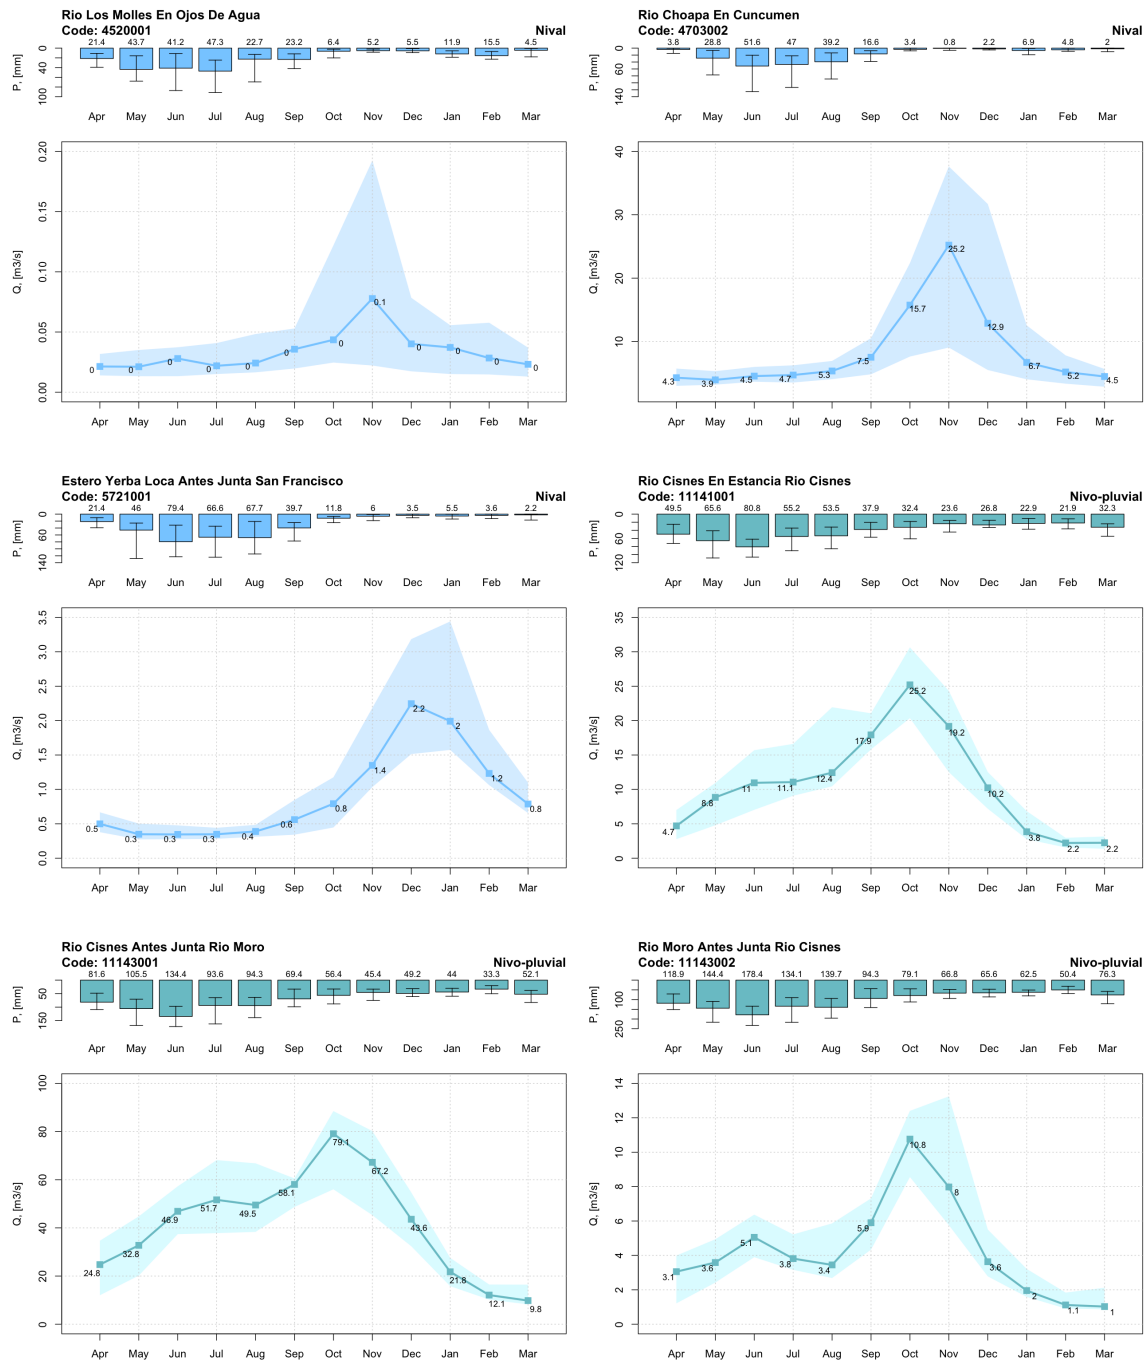 Rio Los Molles En Ojos De Agua
Code: 4520001
Nival
21.4 43.7 41.2 47.3 22.7 23.2 6.4 5.2 5.5 11.9 15.5 4.5
P, [mm]
0
40
100
Apr May Jun Jul Aug Sep Oct Nov Dec Jan Feb Mar
Q, [m3/s]
0.20
0.15
0.10
0.05
0.00
0 0 0 0 0 0 0 0.1 0 0 0 0
Apr May Jun Jul Aug Sep Oct Nov Dec Jan Feb Mar
Rio Choapa En Cuncumen
Code: 4703002
Nival
3.8 28.8 51.6 47 39.2 16.6 3.4 0.8 2.2 6.9 4.8 2
P, [mm]
0
60
140
Apr May Jun Jul Aug Sep Oct Nov Dec Jan Feb Mar
Q, [m3/s]
40
30
20
10
4.3 3.9 4.5 4.7 5.3 7.5 15.7 25.2 12.9 6.7 5.2 4.5
Apr May Jun Jul Aug Sep Oct Nov Dec Jan Feb Mar
Estero Yerba Loca Antes Junta San Francisco
Code: 5721001
Nival
21.4 46 79.4 66.6 67.7 39.7 11.8 6 3.5 5.5 3.6 2.2
P, [mm]
0
60
140
Apr May Jun Jul Aug Sep Oct Nov Dec Jan Feb Mar
Q, [m3/s]
3.5
3.0
2.5
2.0
1.5
1.0
0.5
0.0
0.5 0.3 0.3 0.3 0.4 0.6 0.8 1.4 2.2 2 1.2 0.8
Apr May Jun Jul Aug Sep Oct Nov Dec Jan Feb Mar
Rio Cisnes En Estancia Rio Cisnes
Code: 11141001
Nivo-pluvial
49.5 65.6 80.8 55.2 53.5 37.9 32.4 23.6 26.8 22.9 21.9 32.3
P, [mm]
0
60
120
Apr May Jun Jul Aug Sep Oct Nov Dec Jan Feb Mar
Q, [m3/s]
35
30
25
20
15
10
5
0
4.7 8.8 11 11.1 12.4 17.9 25.2 19.2 10.2 3.8 2.2 2.2
Apr May Jun Jul Aug Sep Oct Nov Dec Jan Feb Mar
Rio Cisnes Antes Junta Rio Moro
Code: 11143001
Nivo-pluvial
81.6 105.5 134.4 93.6 94.3 69.4 56.4 45.4 49.2 44 33.3 52.1
P, [mm]
50
150
Apr May Jun Jul Aug Sep Oct Nov Dec Jan Feb Mar
Q, [m3/s]
100
80
60
40
20
0
24.8 32.8 46.9 51.7 49.5 58.1 79.1 67.2 43.6 21.8 12.1 9.8
Apr May Jun Jul Aug Sep Oct Nov Dec Jan Feb Mar
Rio Moro Antes Junta Rio Cisnes
Code: 11143002
Nivo-pluvial
118.9 144.4 178.4 134.1 139.7 94.3 79.1 66.8 65.6 62.5 50.4 76.3
P, [mm]
100
250
Apr May Jun Jul Aug Sep Oct Nov Dec Jan Feb Mar
Q, [m3/s]
14
12
10
8
6
4
2
0
3.1 3.6 5.1 3.8 3.4 5.9 10.8 8 3.6 2 1.1 1
Apr May Jun Jul Aug Sep Oct Nov Dec Jan Feb Mar